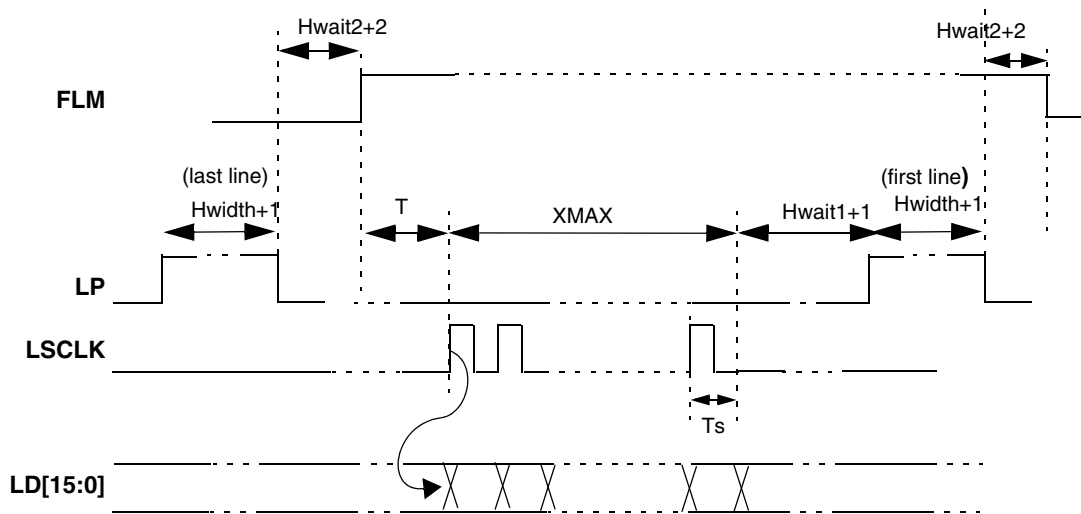 Hwait2+2
Hwait2+2
FLM
(last line)
Hwidth+1
T
XMAX
Hwait1+1
(first line)
Hwidth+1
LP
LSCLK
Ts
LD[15:0]